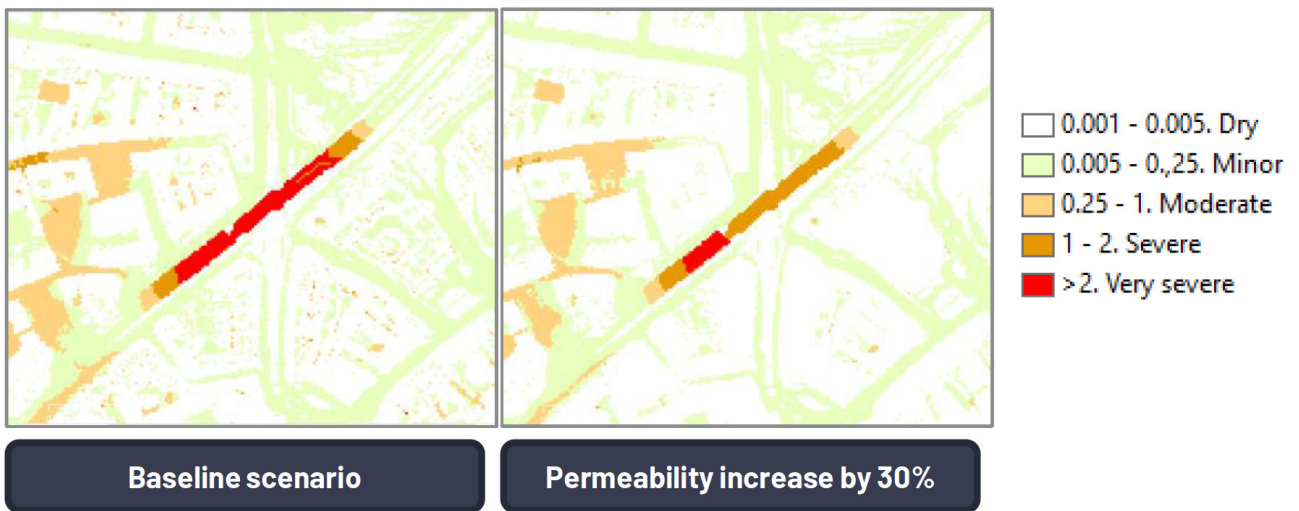 0.001 - 0.005. Dry
0.005 - 0.,25. Minor
0.25 - 1. Moderate
1 - 2. Severe
>2. Very severe
Baseline scenario
Permeability increase by 30%